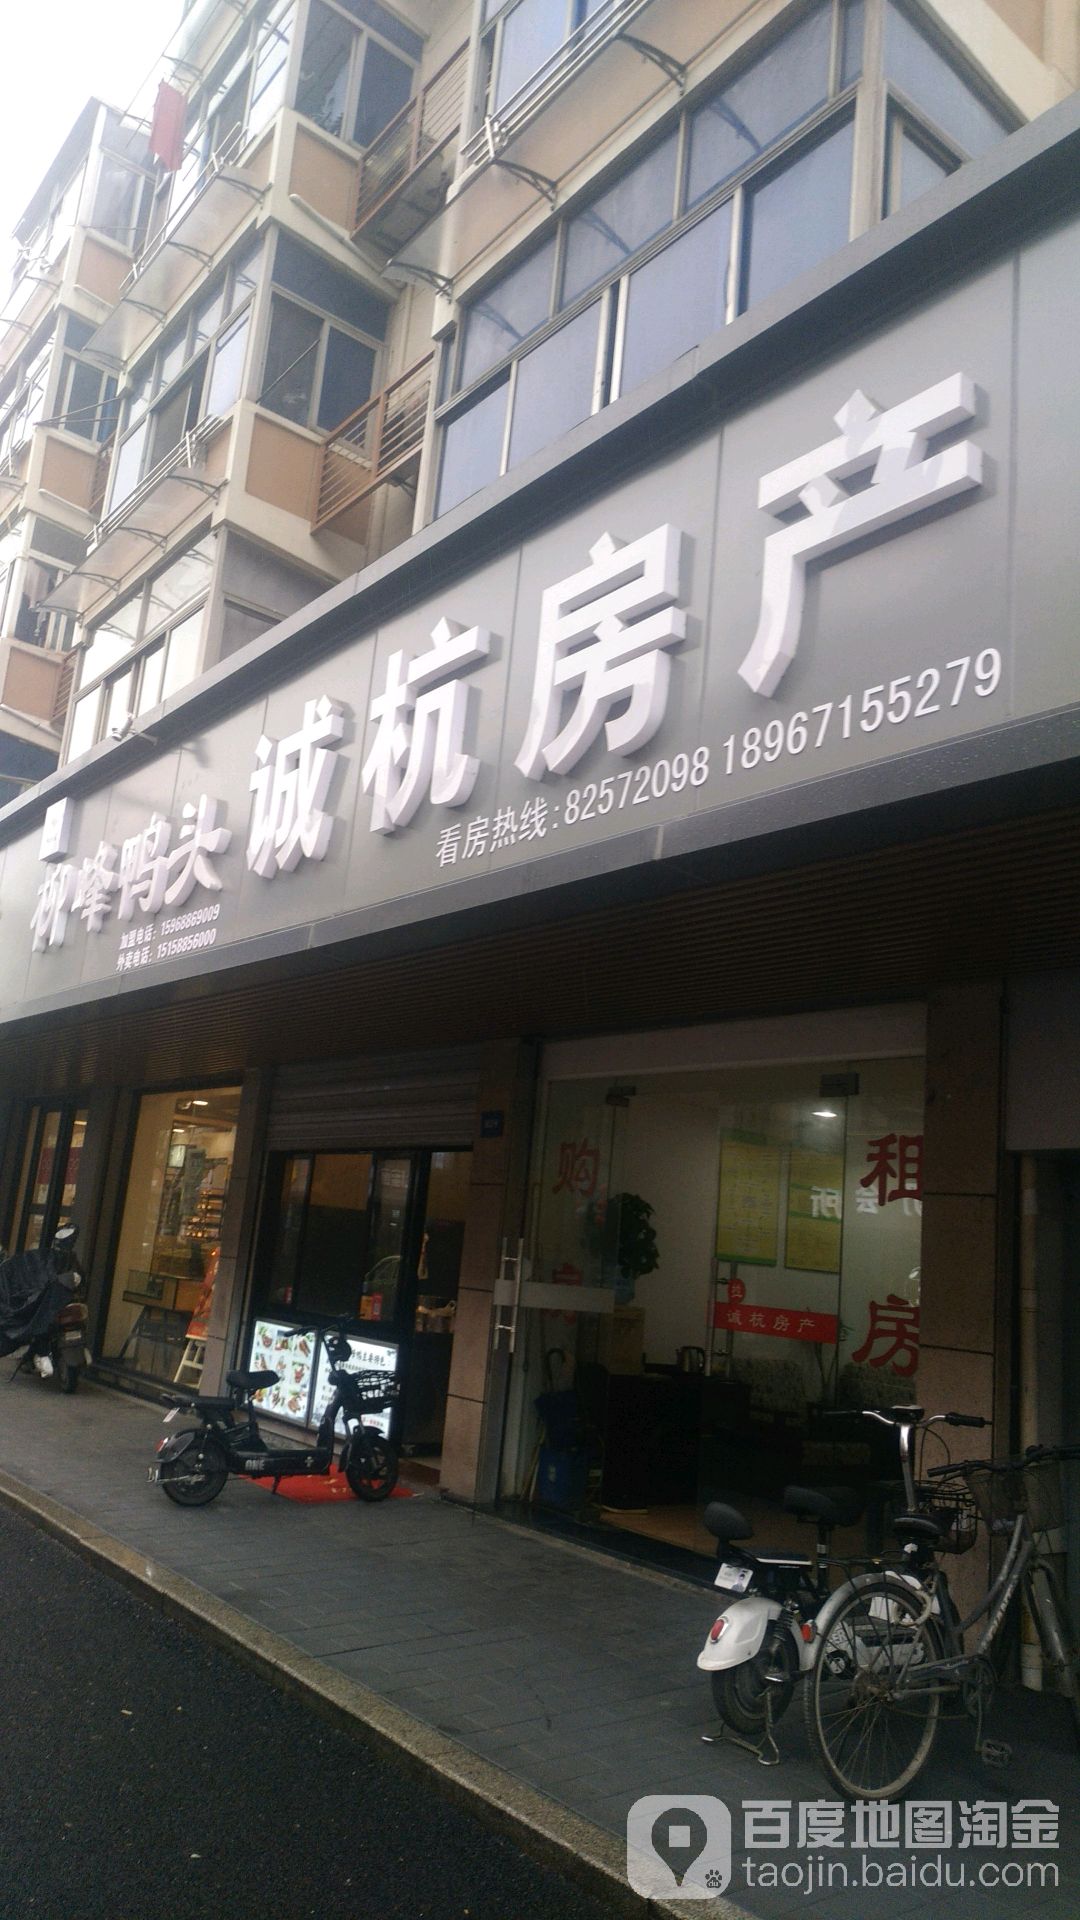 柳峰鸭头
加盟电话：15968869009
外卖电话：15158856000
诚杭房产
看房热线：82572098 18967155279
购房
租房
诚杭房产
ONE
百度地图淘金
taojin.baidu.com